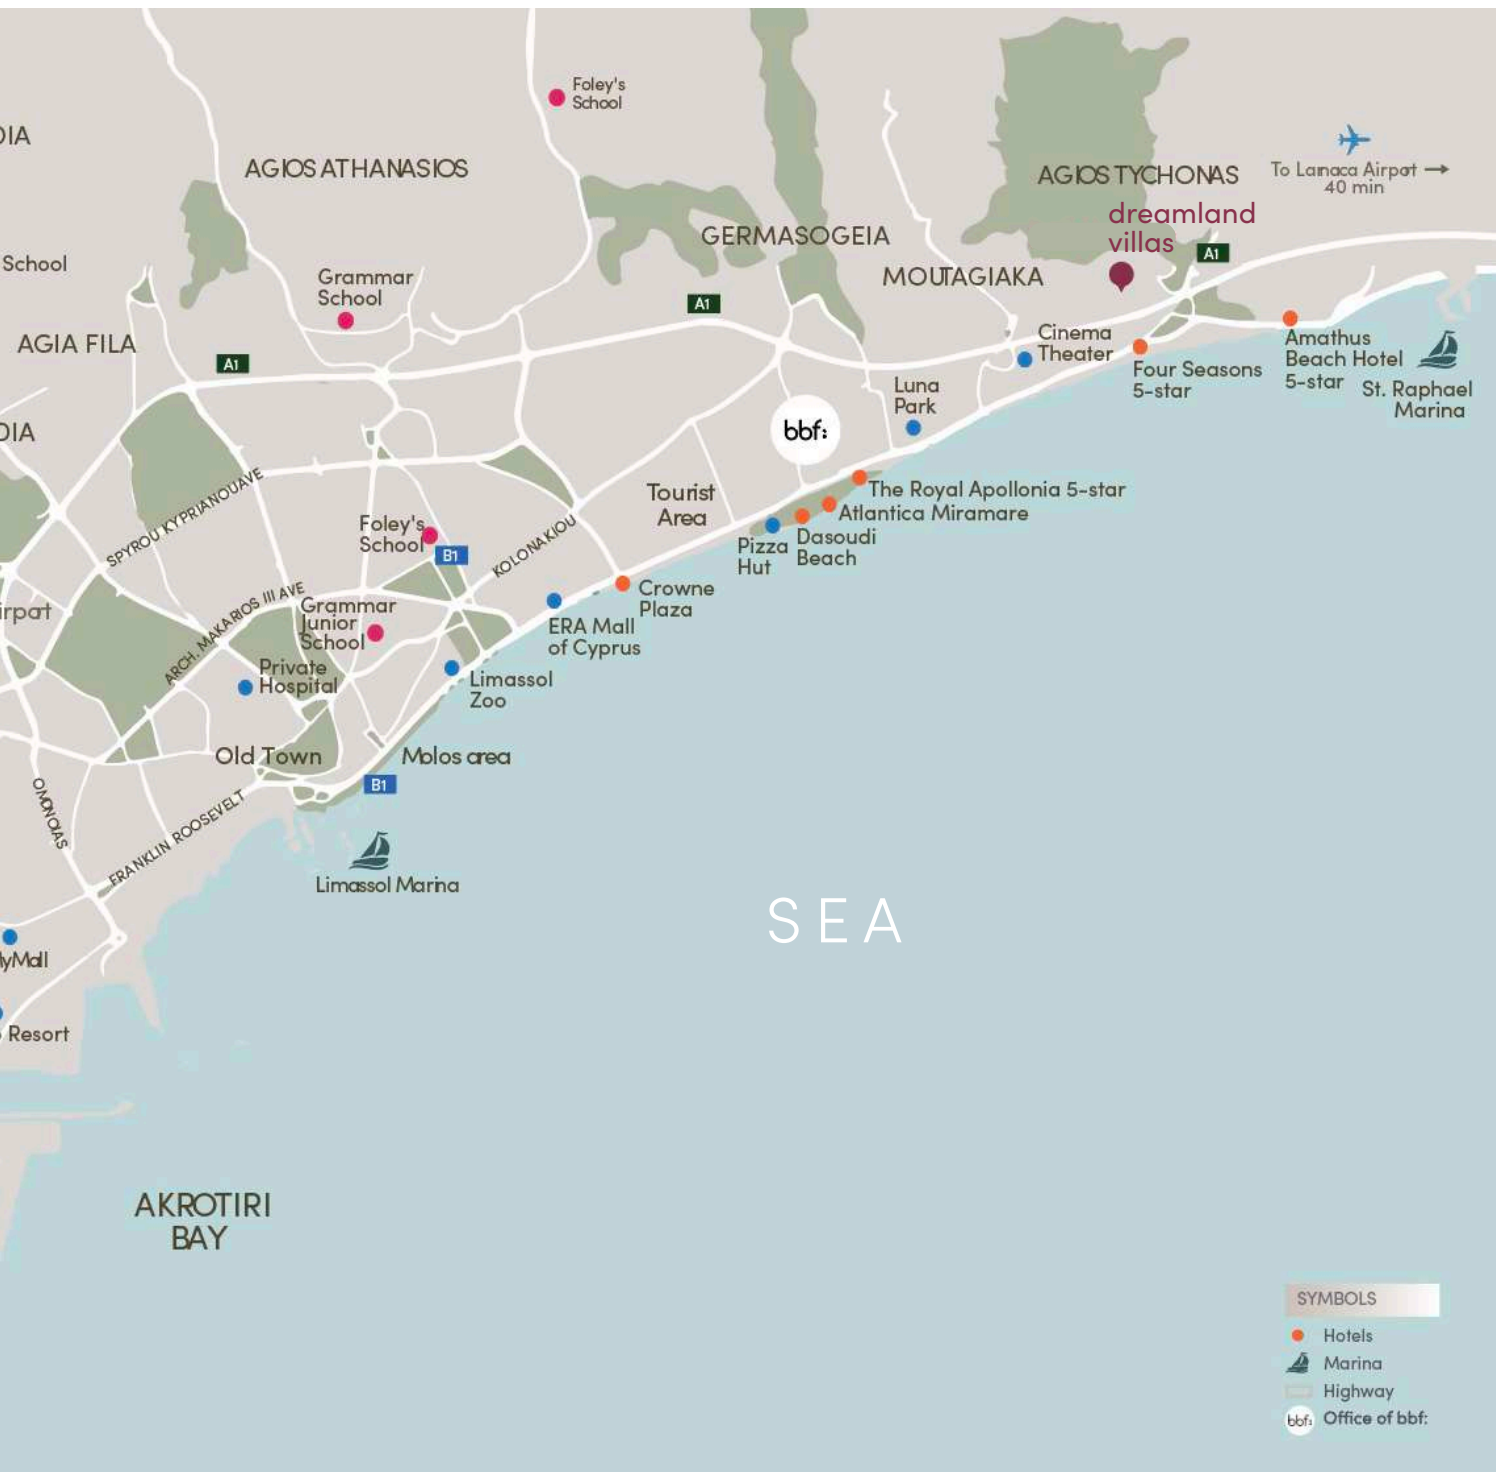 Foley's
School
DIA
AGIOS ATHANASIOS
AGIOS TYCHONAS
To Larnaca Airport
40 min
dreamland
villas
GERMASOGEIA
A1
School
MOUTAGIAKA
Grammar
School
A1
AGIA FILA
A1
Cinema
Theater
Amathus
Beach Hotel
5-star
Four Seasons
5-star
St. Raphael
Marina
Luna
Park
bbf:
DIA
SPYROU KYPRIANOU AVE
Tourist
Area
The Royal Apollonia 5-star
Atlantica Miramare
Foley's
School
B1
KOLONAKIOU
Pizza
Hut
Dasoudi
Beach
Crowne
Plaza
ARCH. MAKARIOS III AVE
Grammar
Junior
School
irport
ERA Mall
of Cyprus
Private
Hospital
Limassol
Zoo
Old Town
Molos area
B1
OMONOIAS
FRANKLIN ROOSEVELT
Limassol Marina
SEA
yMall
Resort
AKROTIRI
BAY
SYMBOLS
Hotels
Marina
Highway
bbf: Office of bbf: